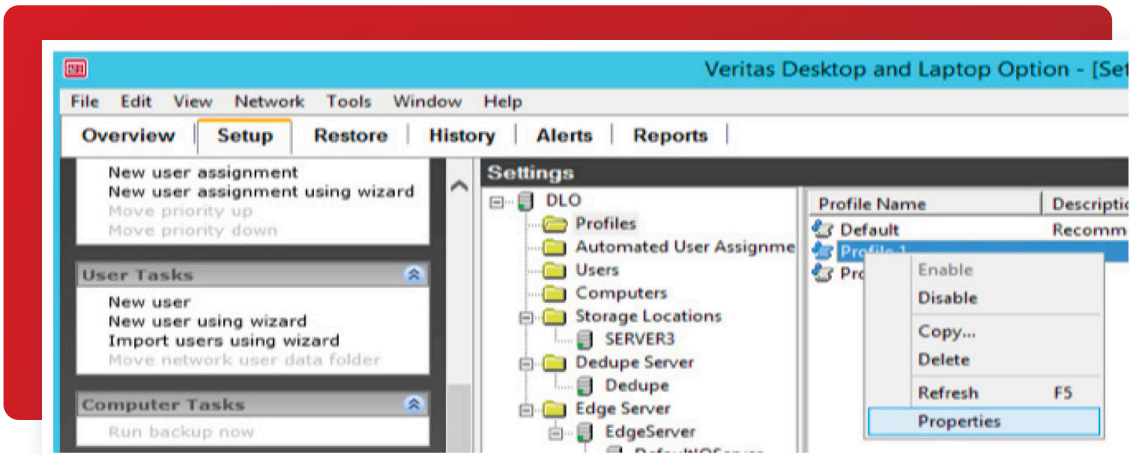 Veritas Desktop and Laptop Option - [Set
File Edit View Network Tools Window Help
Overview Setup Restore History Alerts Reports
New user assignment
New user assignment using wizard
Move priority up
Move priority down
User Tasks
New user
New user using wizard
Import users using wizard
Move network user data folder
Computer Tasks
Run backup now
Settings
DLO
Profiles
Automated User Assignme
Users
Computers
Storage Locations
SERVER3
Dedupe Server
Dedupe
Edge Server
EdgeServer
DefaultIOServer
Profile Name Descriptio
Default Recomm
Profile 1
Pro
Enable
Disable
Copy...
Delete
Refresh F5
Properties